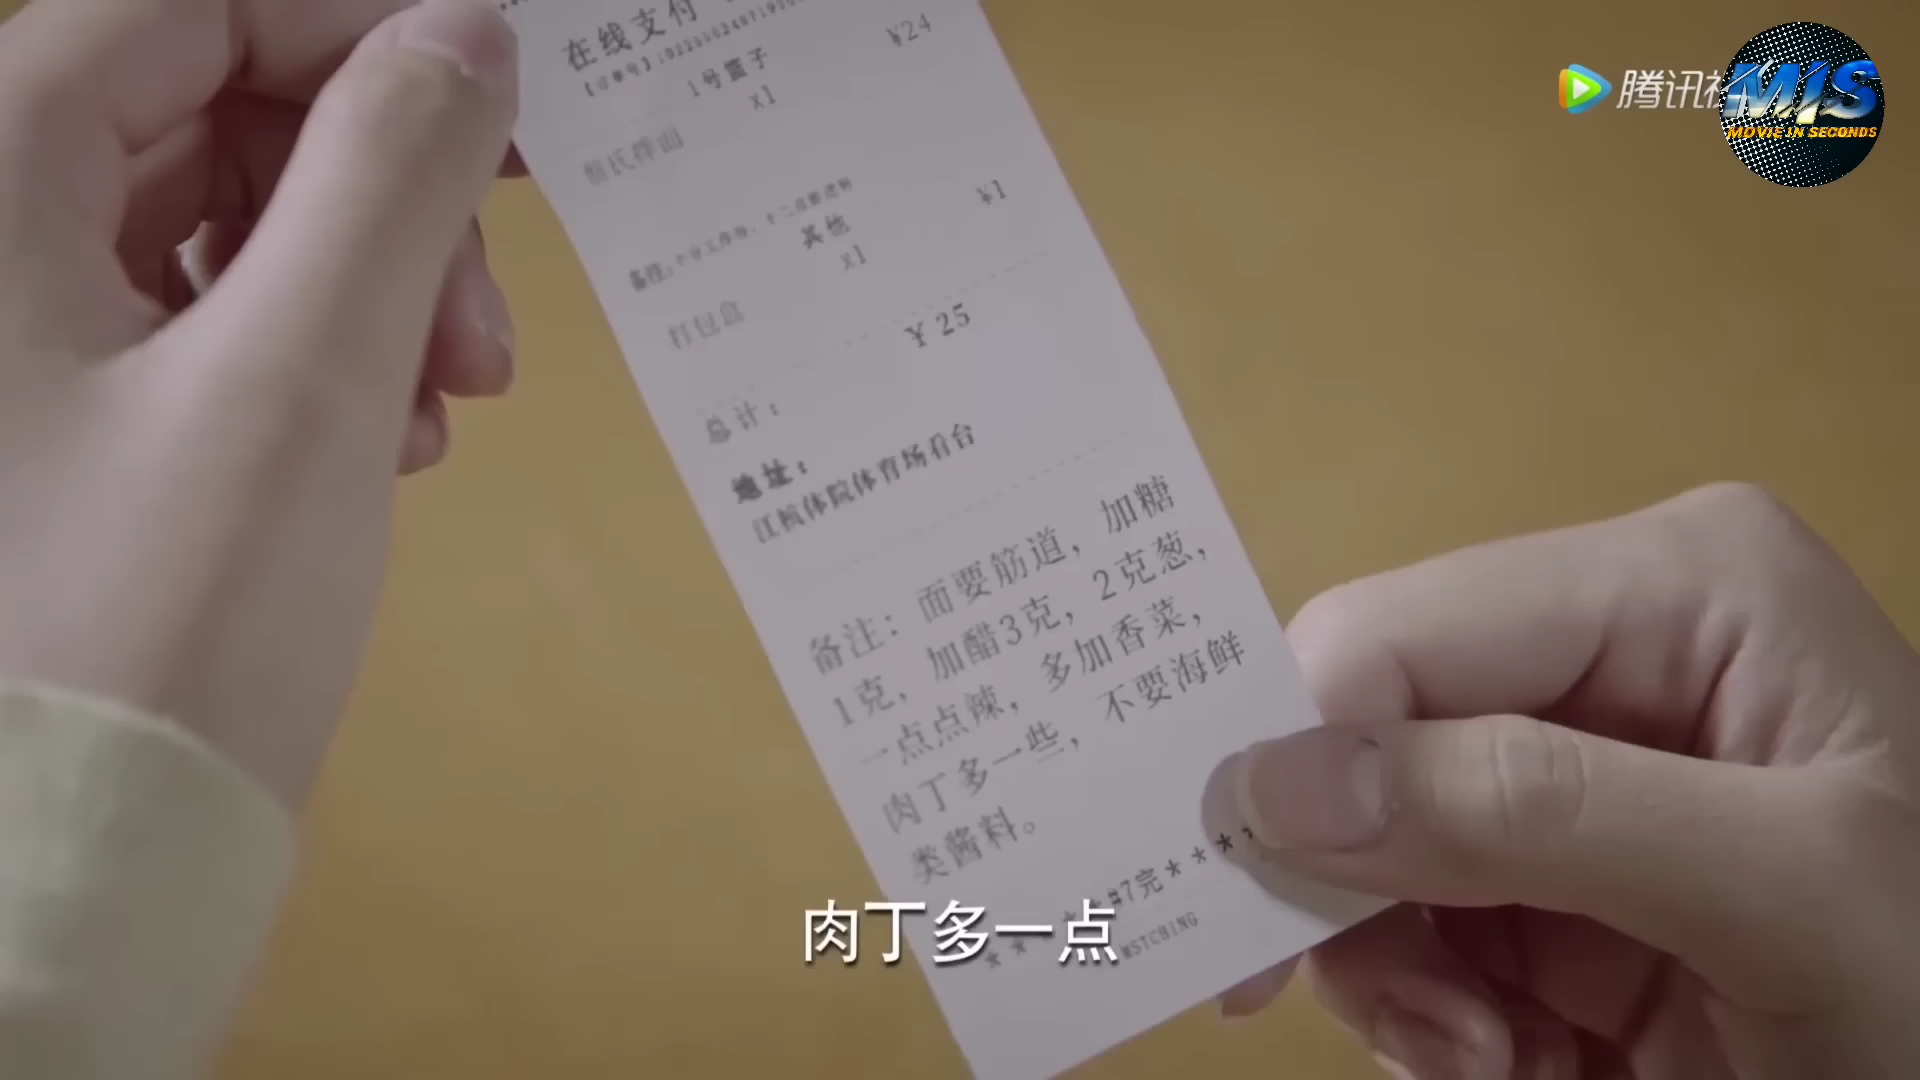 在线支付
¥24
1号篮子
x1
其他
¥1
x1
打包盒
¥ 25
总计：
地址：
江杭体院体育场看台
备注：面要筋道，加糖
1克，加醋3克，2克葱，
一点点辣，多加香菜，
肉丁多一些，不要海鲜
类酱料。
#7完
肉丁多一点
腾讯
MIS
MOVIE IN SECONDS